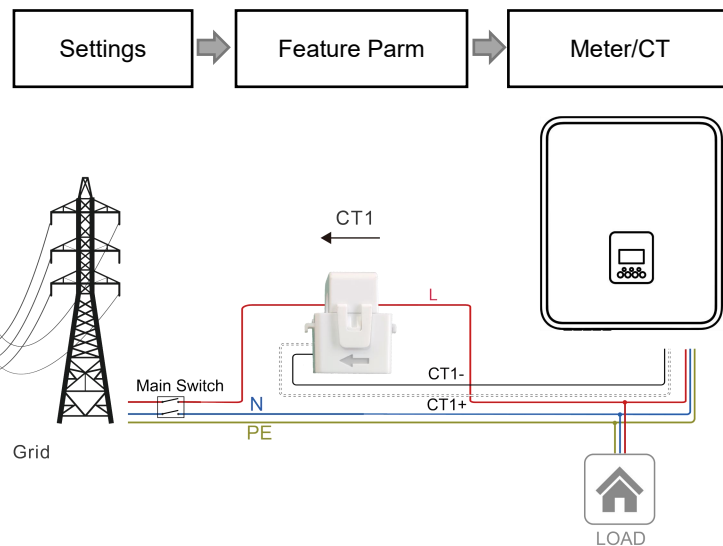 Settings
Feature Parm
Meter/CT
CT1
L
CT1-
Main Switch
N
CT1+
PE
Grid
LOAD